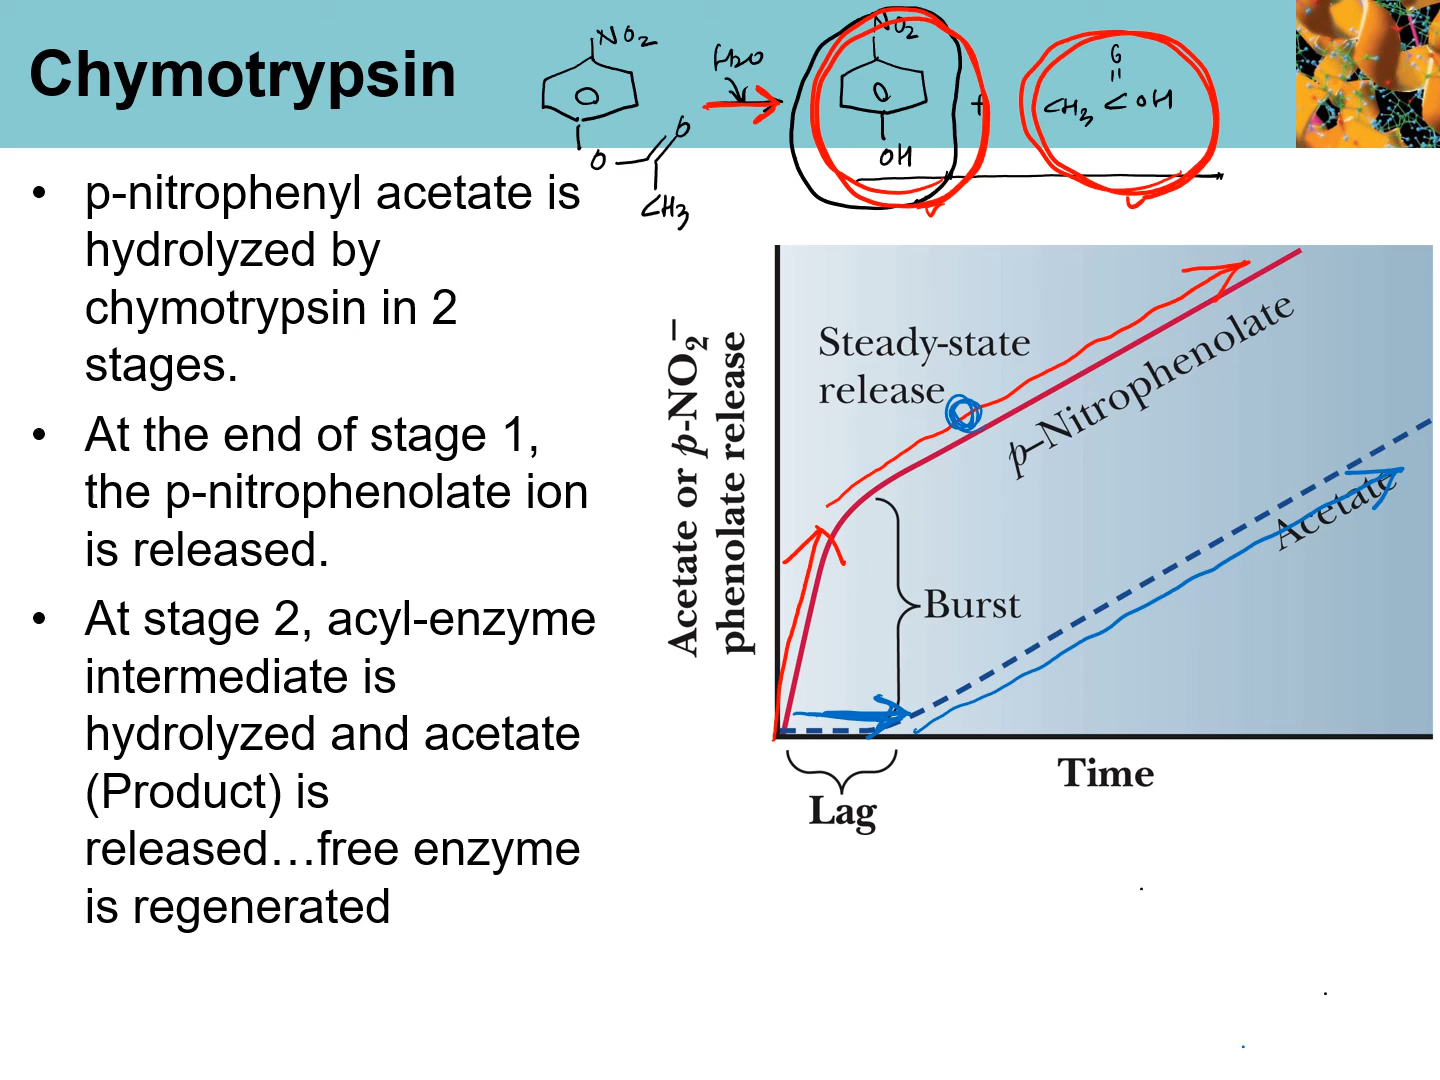 Chymotrypsin
NO2
O
O
CH3
H2O
NO2
OH
+
CH3 C OH
• p-nitrophenyl acetate is
hydrolyzed by
chymotrypsin in 2
stages.
• At the end of stage 1,
the p-nitrophenolate ion
is released.
• At stage 2, acyl-enzyme
intermediate is
hydrolyzed and acetate
(Product) is
released…free enzyme
is regenerated
Acetate or p-NO₂⁻
phenolate release
Steady-state
release
p–Nitrophenolate
Acetate
Burst
Lag
Time